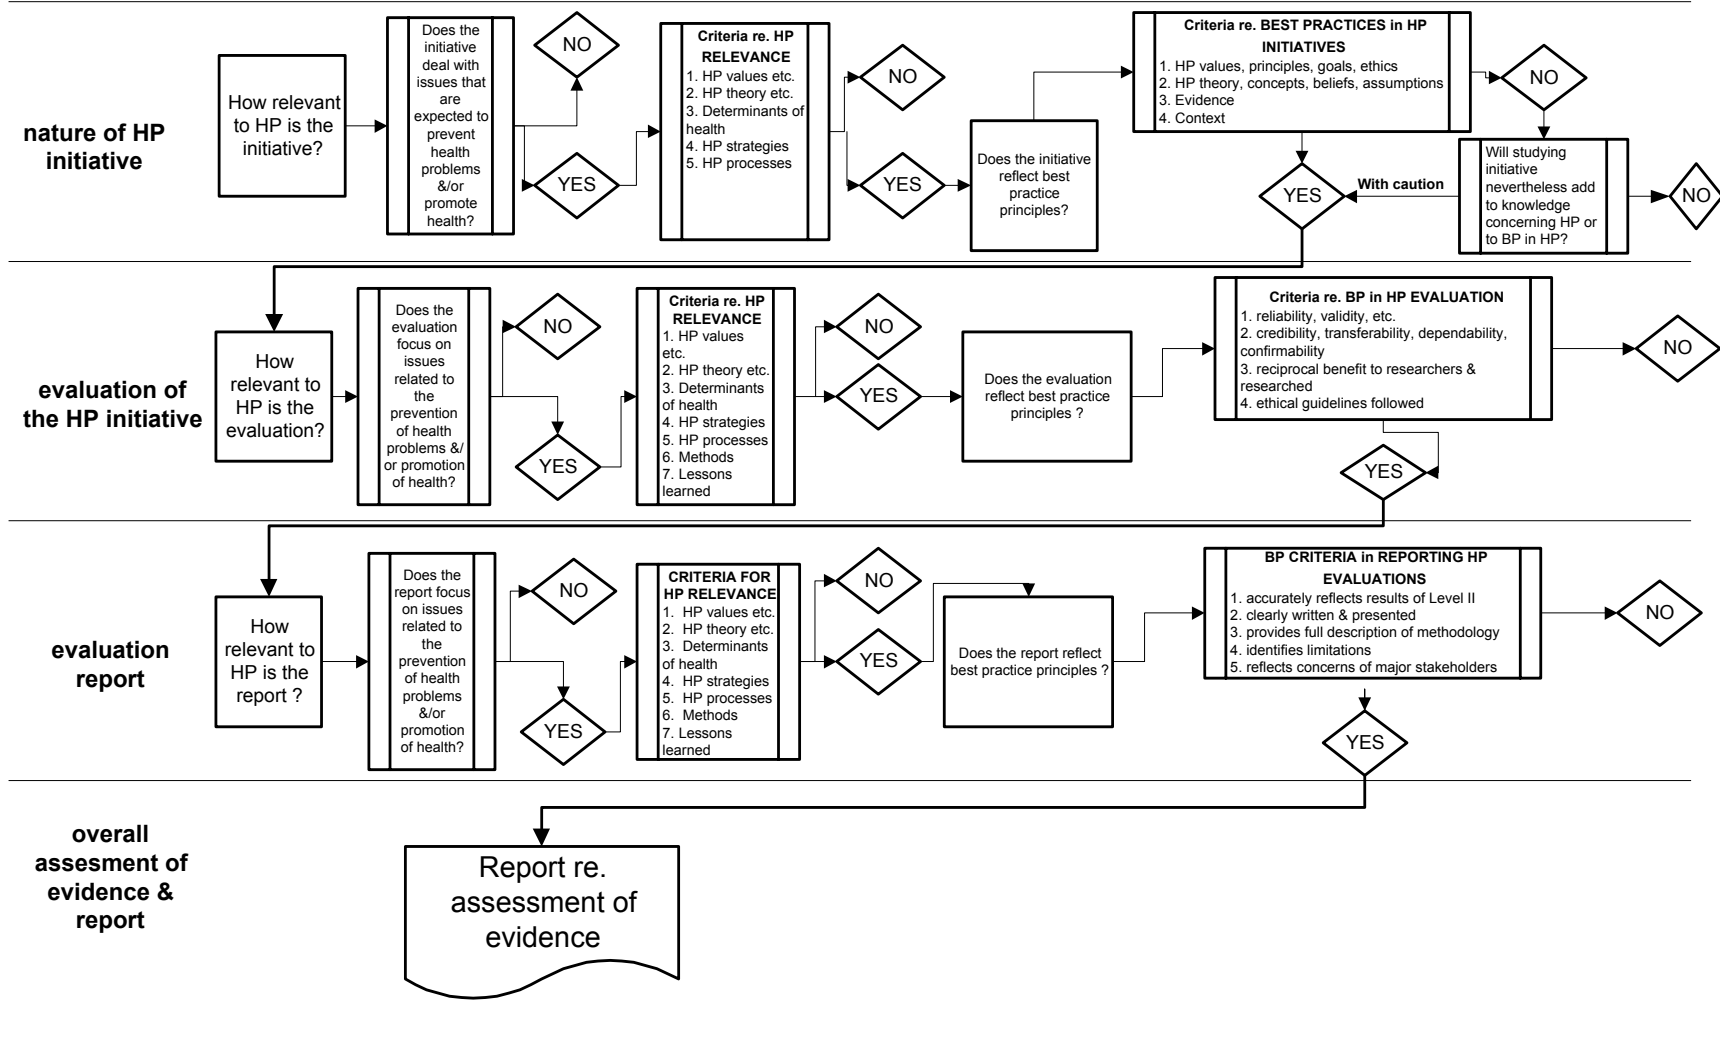 nature of HP
initiative
How relevant
to HP is the
initiative?
Does the
initiative
deal with
issues that
are
expected to
prevent
health
problems
&/or
promote
health?
NO
YES
Criteria re. HP
RELEVANCE
1. HP values etc.
2. HP theory etc.
3. Determinants of
health
4. HP strategies
5. HP processes
NO
YES
Does the initiative
reflect best
practice
principles?
Criteria re. BEST PRACTICES in HP
INITIATIVES
1. HP values, principles, goals, ethics
2. HP theory, concepts, beliefs, assumptions
3. Evidence
4. Context
NO
YES
With caution
Will studying
initiative
nevertheless add
to knowledge
concerning HP or
to BP in HP?
NO
evaluation of
the HP initiative
How
relevant to
HP is the
evaluation?
Does the
evaluation
focus on
issues
related to
the
prevention
of health
problems &/
or promotion
of health?
NO
YES
Criteria re. HP
RELEVANCE
1. HP values
etc.
2. HP theory etc.
3. Determinants
of health
4. HP strategies
5. HP processes
6. Methods
7. Lessons
learned
NO
YES
Does the evaluation
reflect best practice
principles ?
Criteria re. BP in HP EVALUATION
1. reliability, validity, etc.
2. credibility, transferability, dependability,
confirmability
3. reciprocal benefit to researchers &
researched
4. ethical guidelines followed
NO
YES
evaluation
report
How
relevant to
HP is the
report ?
Does the
report focus
on issues
related to
the
prevention
of health
problems
&/or
promotion
of health?
NO
YES
CRITERIA FOR
HP RELEVANCE
1. HP values etc.
2. HP theory etc.
3. Determinants
of health
4. HP strategies
5. HP processes
6. Methods
7. Lessons
learned
NO
YES
Does the report reflect
best practice principles ?
BP CRITERIA in REPORTING HP
EVALUATIONS
1. accurately reflects results of Level II
2. clearly written & presented
3. provides full description of methodology
4. identifies limitations
5. reflects concerns of major stakeholders
NO
YES
overall
assesment of
evidence &
report
Report re.
assessment of
evidence